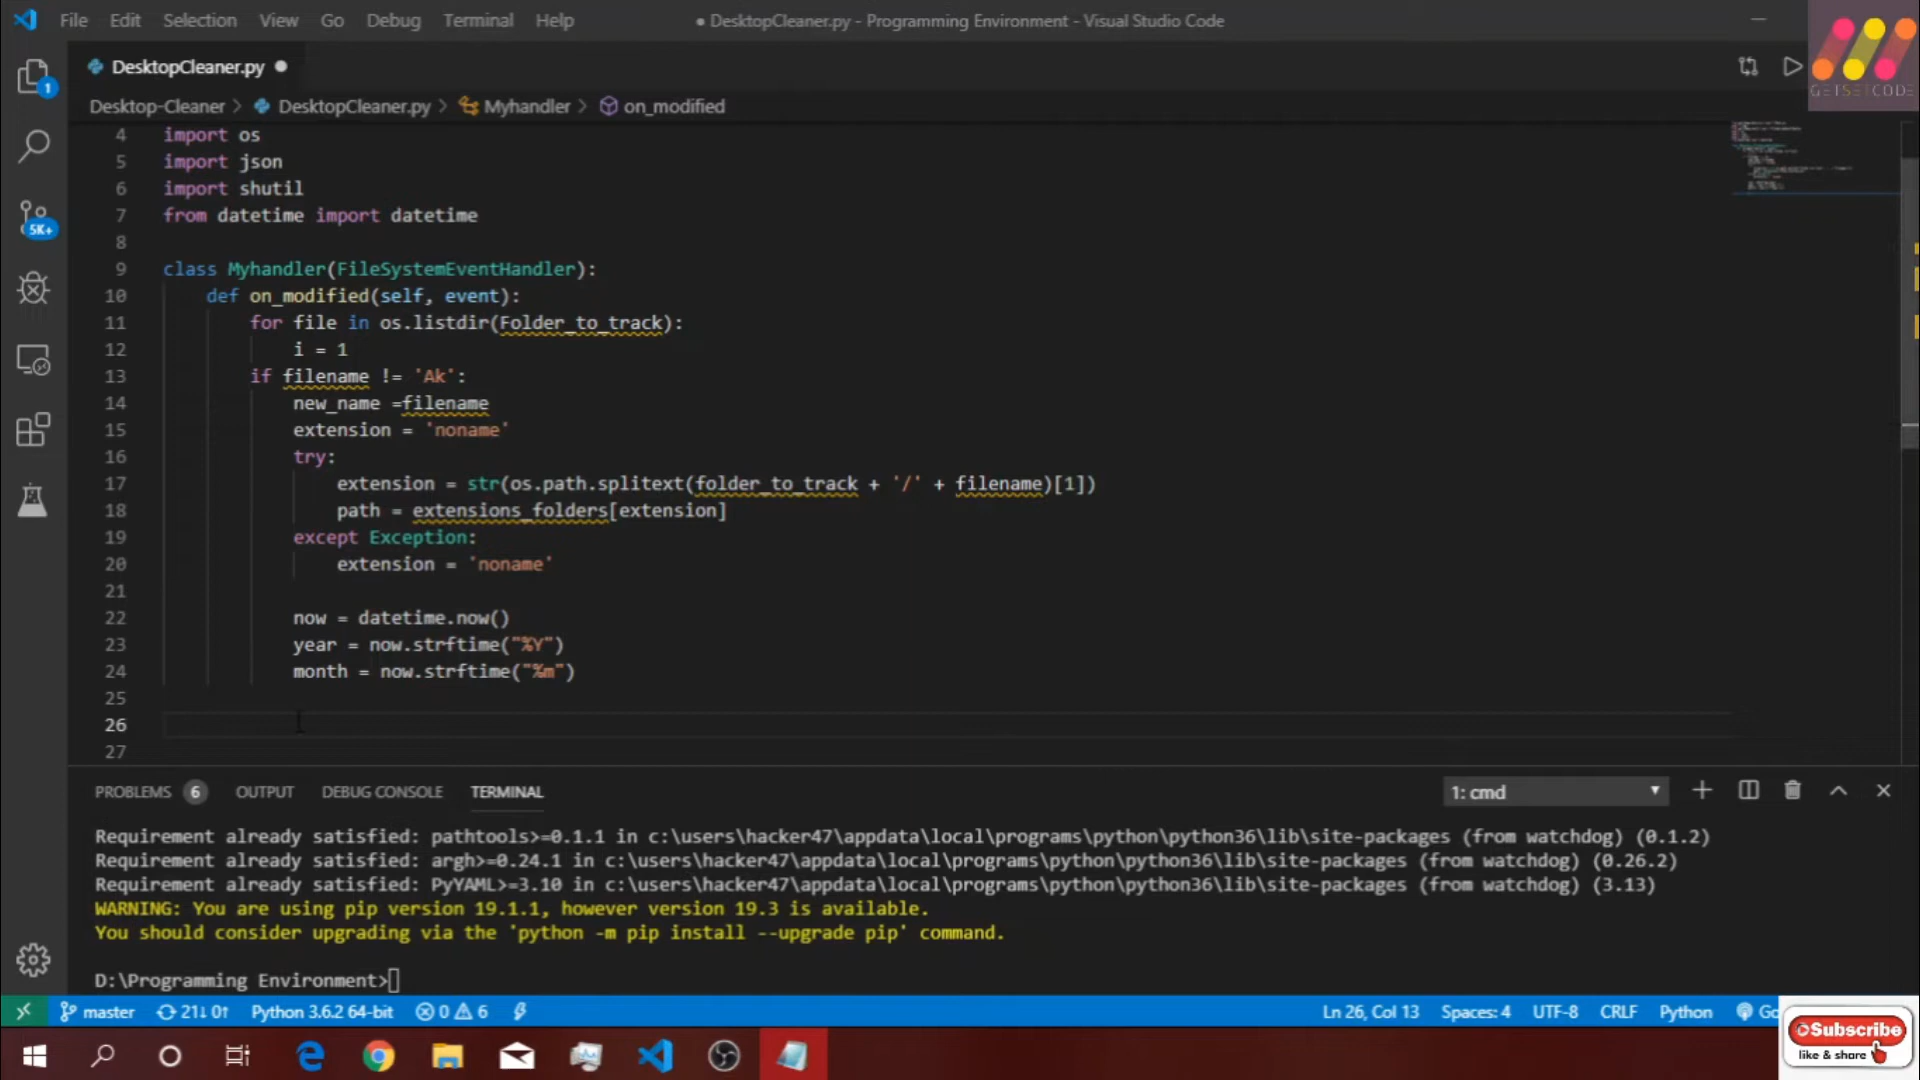 File Edit Selection View Go Debug Terminal Help
● DesktopCleaner.py - Programming Environment - Visual Studio Code
GETSETCODE
DesktopCleaner.py ●
Desktop-Cleaner > DesktopCleaner.py > Myhandler > on_modified
1
5K+
4 import os
5 import json
6 import shutil
7 from datetime import datetime
8
9 class Myhandler(FileSystemEventHandler):
10 def on_modified(self, event):
11 for file in os.listdir(Folder_to_track):
12 i = 1
13 if filename != 'Ak':
14 new_name =filename
15 extension = 'noname'
16 try:
17 extension = str(os.path.splitext(folder_to_track + '/' + filename)[1])
18 path = extensions_folders[extension]
19 except Exception:
20 extension = 'noname'
21
22 now = datetime.now()
23 year = now.strftime("%Y")
24 month = now.strftime("%m")
25
26
27
PROBLEMS 6 OUTPUT DEBUG CONSOLE TERMINAL 1: cmd
Requirement already satisfied: pathtools>=0.1.1 in c:\users\hacker47\appdata\local\programs\python\python36\lib\site-packages (from watchdog) (0.1.2)
Requirement already satisfied: argh>=0.24.1 in c:\users\hacker47\appdata\local\programs\python\python36\lib\site-packages (from watchdog) (0.26.2)
Requirement already satisfied: PyYAML>=3.10 in c:\users\hacker47\appdata\local\programs\python\python36\lib\site-packages (from watchdog) (3.13)
WARNING: You are using pip version 19.1.1, however version 19.3 is available.
You should consider upgrading via the 'python -m pip install --upgrade pip' command.
D:\Programming Environment>
master 21↓ 0↑ Python 3.6.2 64-bit 0 6 Ln 26, Col 13 Spaces: 4 UTF-8 CRLF Python Go
Subscribe
like & share